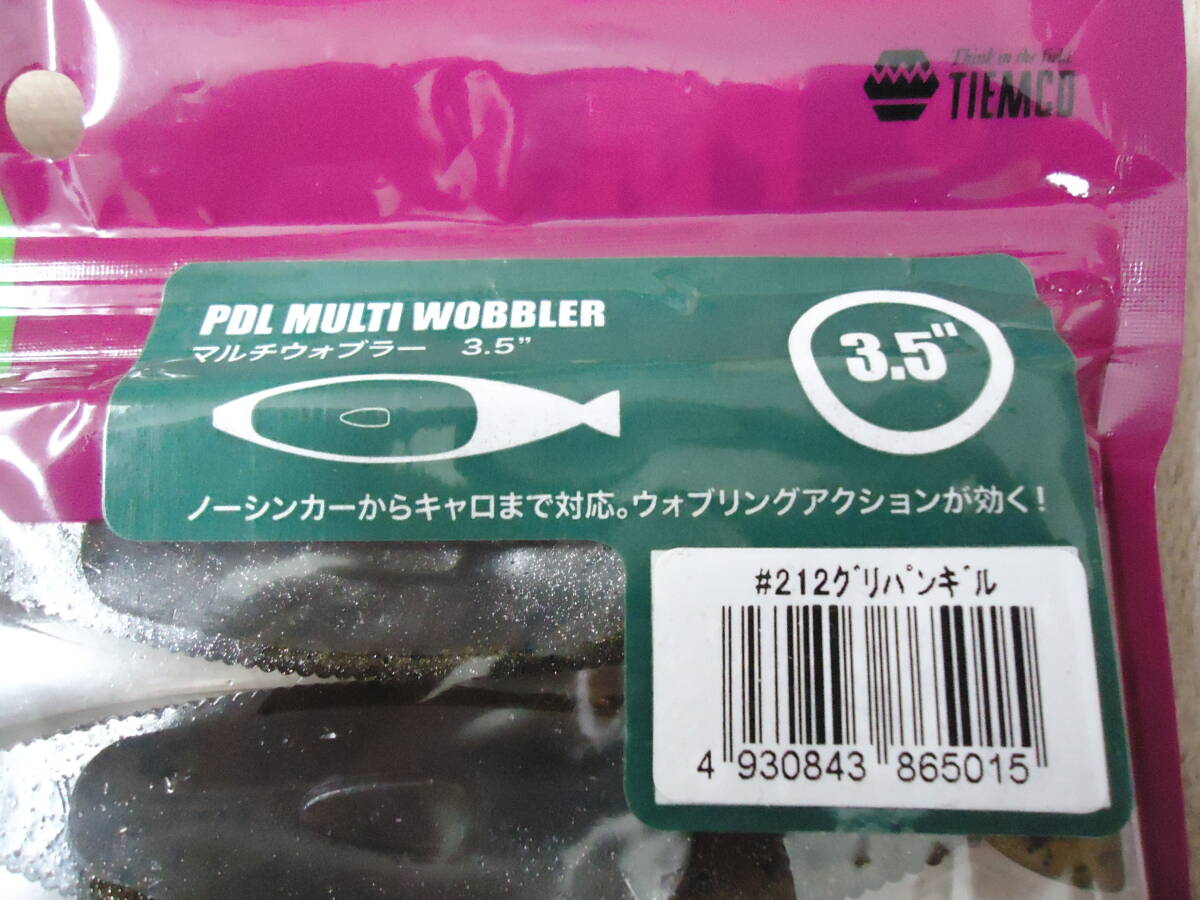 Think in the field
TIEMCO
PDL MULTI WOBBLER
マルチウォブラー 3.5”
3.5"
ノーシンカーからキャロまで対応。ウォブリングアクションが効く！
#212ｸﾞﾘﾊﾟﾝｷﾞﾙ
4 930843 865015